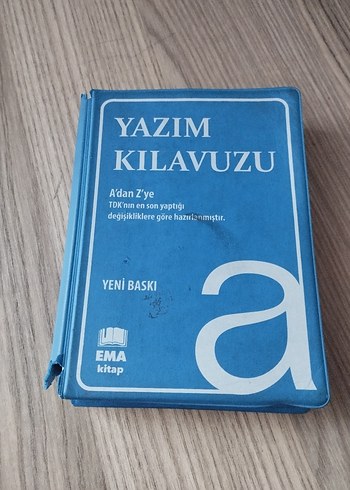 YAZIM
KILAVUZU
A'dan Z'ye
TDK'nın en son yaptığı
değişikliklere göre hazırlanmıştır.
YENİ BASKI
a
EMA
kitap